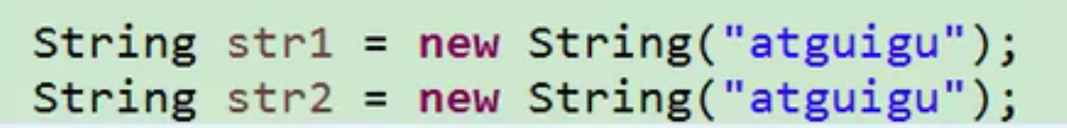 String str1 = new String("atguigu");
String str2 = new String("atguigu");